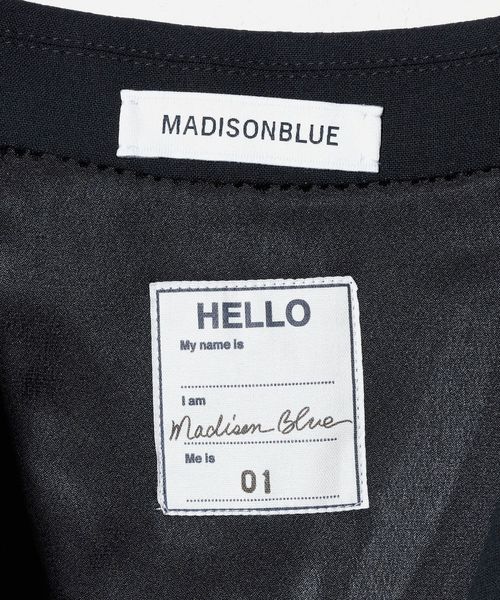 MADISONBLUE
HELLO
My name is
I am
Madison Blue
Me is
01